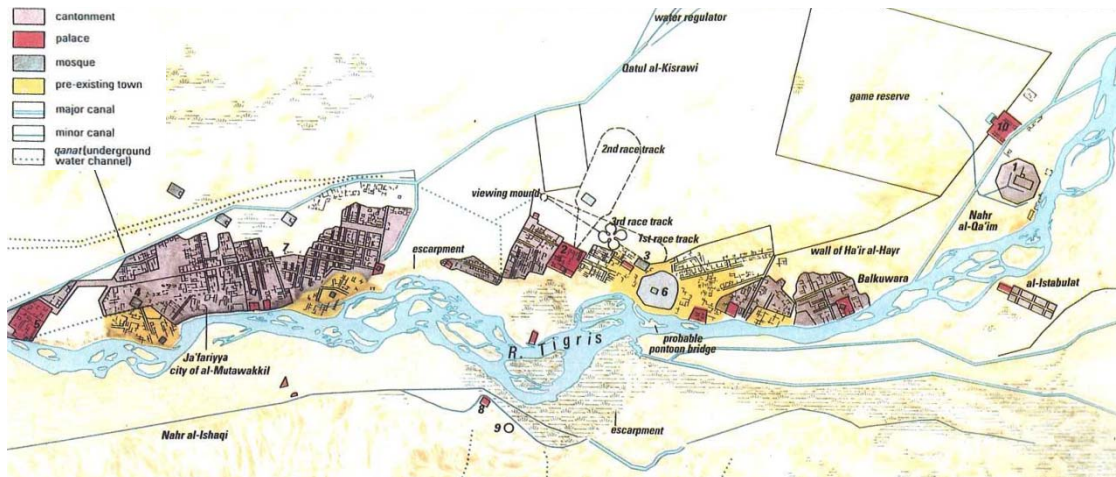 cantonment
palace
mosque
pre-existing town
major canal
minor canal
qanat (underground
water channel)
water regulator
Qatul al-Kisrawi
game reserve
10
1
2nd race track
viewing mound
3rd race track
1st race track
Nahr
al-Qa'im
7
escarpment
2
3
wall of Ha'ir al-Hayr
6
Balkuwara
al-Istabulat
4
5
R. Tigris
probable
pontoon bridge
Ja'fariyya
city of al-Mutawakkil
8
9
escarpment
Nahr al-Ishaqi